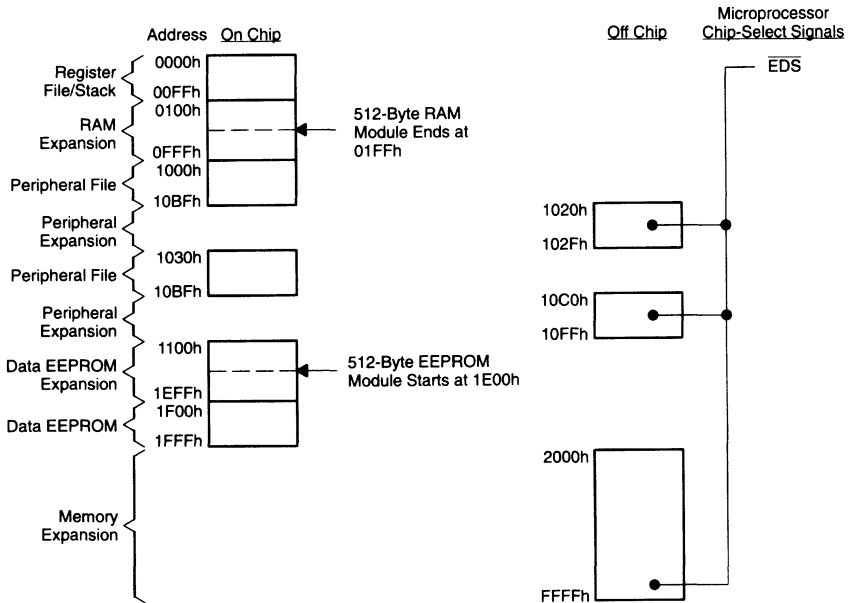 Microprocessor
Address On Chip Off Chip Chip-Select Signals
0000h
EDS
Register
File/Stack
00FFh
0100h
512-Byte RAM
Module Ends at
01FFh
RAM
Expansion
0FFFh
1000h
Peripheral File
10BFh
1020h
Peripheral
Expansion
102Fh
1030h
Peripheral File
10BFh
10C0h
Peripheral
Expansion
10FFh
1100h
Data EEPROM
Expansion
512-Byte EEPROM
Module Starts at 1E00h
1EFFh
1F00h
Data EEPROM
1FFFh
2000h
Memory
Expansion
FFFFh